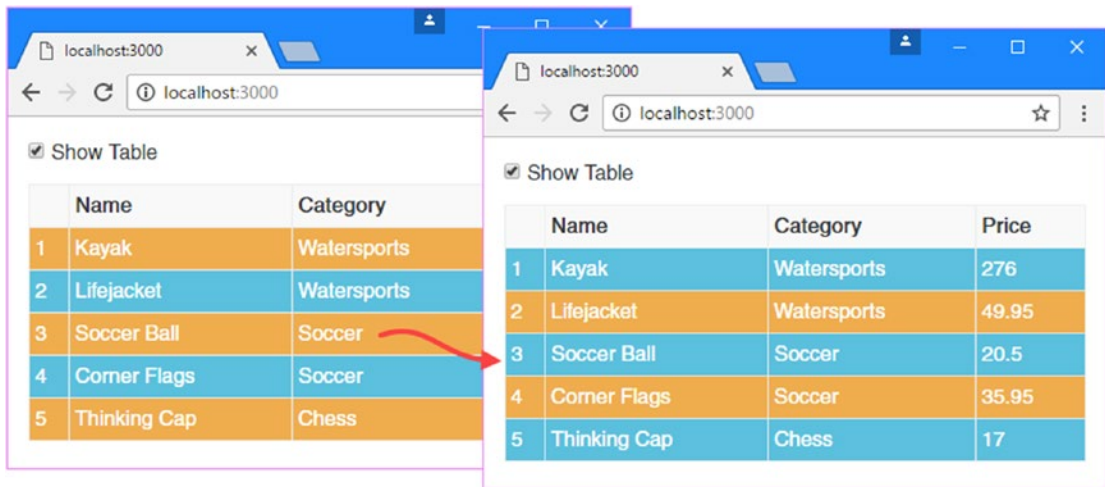 localhost:3000
localhost:3000
Show Table
Name Category
1 Kayak Watersports
2 Lifejacket Watersports
3 Soccer Ball Soccer
4 Corner Flags Soccer
5 Thinking Cap Chess
localhost:3000
localhost:3000
Show Table
Name Category Price
1 Kayak Watersports 276
2 Lifejacket Watersports 49.95
3 Soccer Ball Soccer 20.5
4 Corner Flags Soccer 35.95
5 Thinking Cap Chess 17